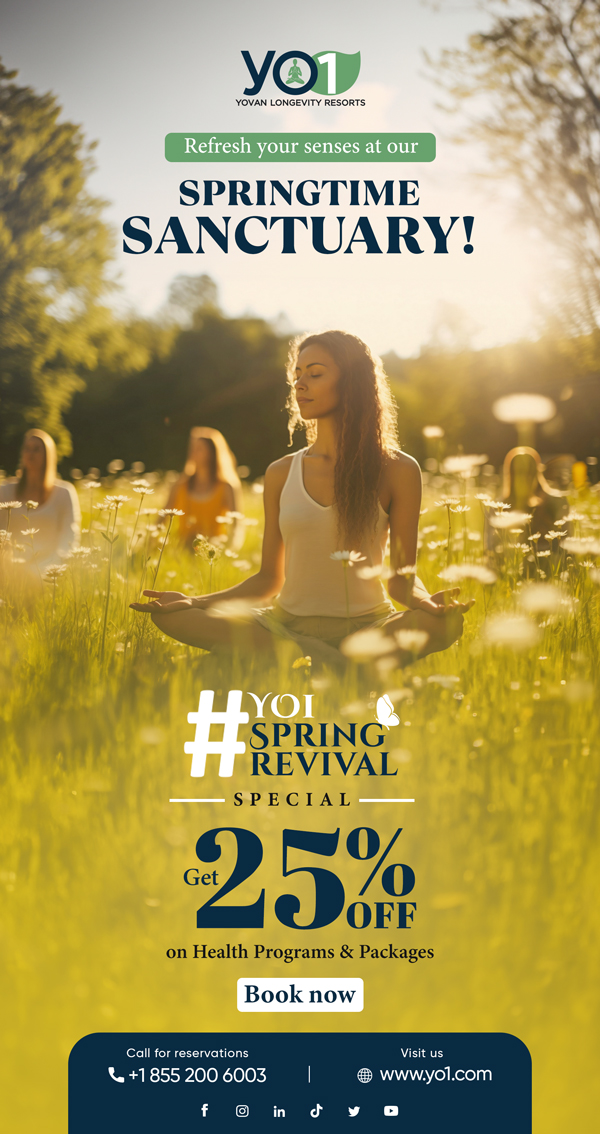 yo1
YOVAN LONGEVITY RESORTS
Refresh your senses at our
SPRINGTIME
SANCTUARY!
#YO1
SPRING
REVIVAL
SPECIAL
Get 25% OFF
on Health Programs & Packages
Book now
Call for reservations
+1 855 200 6003
Visit us
www.yo1.com